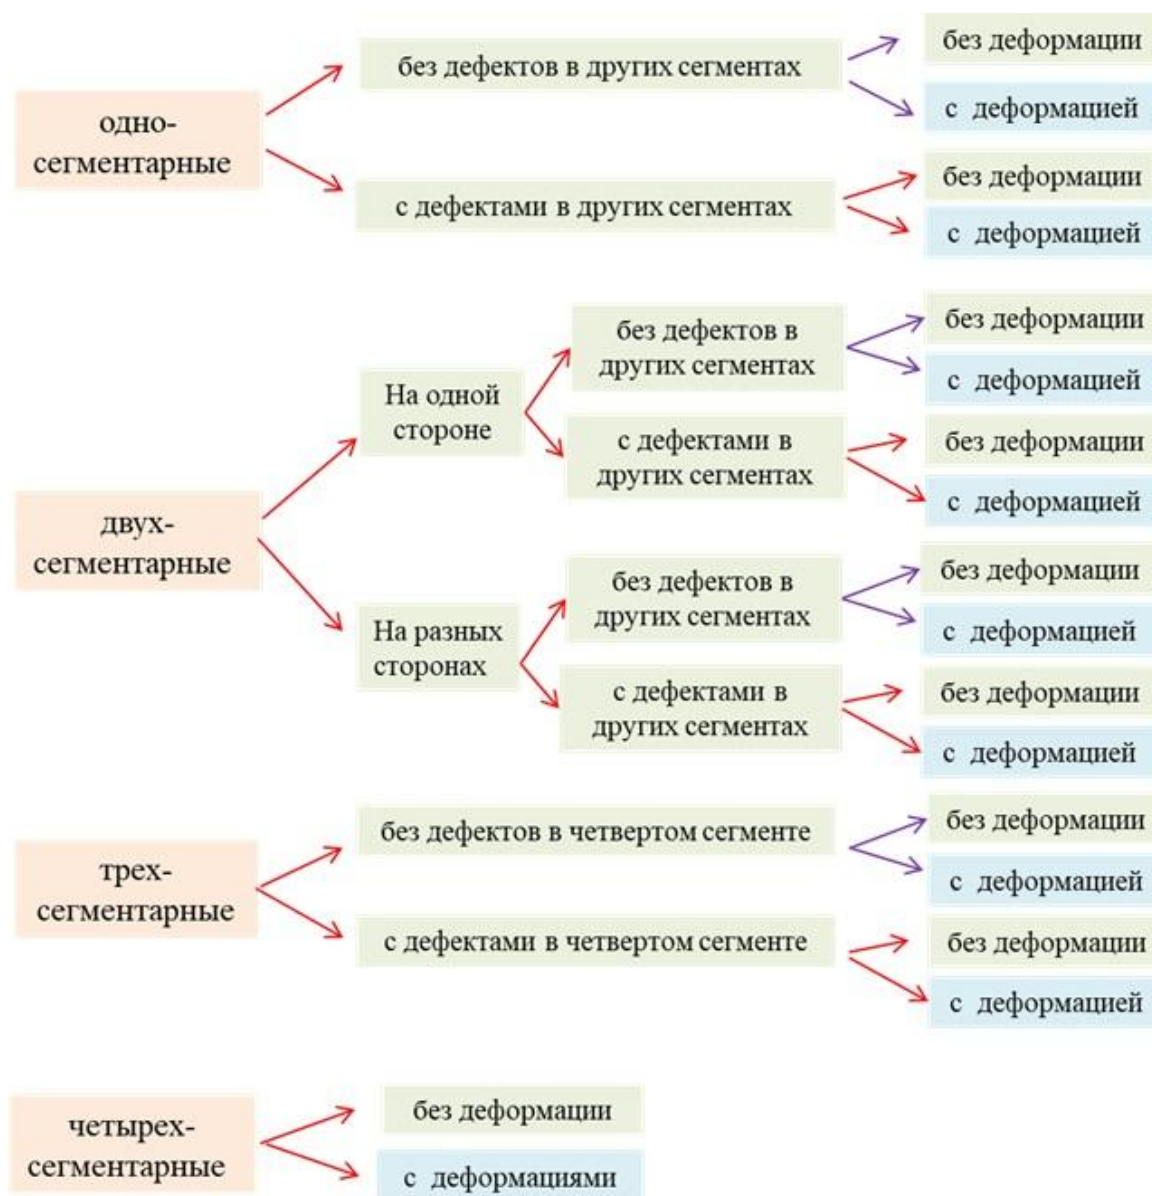 одно-
сегментарные
без дефектов в других сегментах
без деформации
с деформацией
с дефектами в других сегментах
без деформации
с деформацией
двух-
сегментарные
На одной
стороне
без дефектов в
других сегментах
без деформации
с деформацией
с дефектами в
других сегментах
без деформации
с деформацией
На разных
сторонах
без дефектов в
других сегментах
без деформации
с деформацией
с дефектами в
других сегментах
без деформации
с деформацией
трех-
сегментарные
без дефектов в четвертом сегменте
без деформации
с деформацией
с дефектами в четвертом сегменте
без деформации
с деформацией
четырех-
сегментарные
без деформации
с деформациями